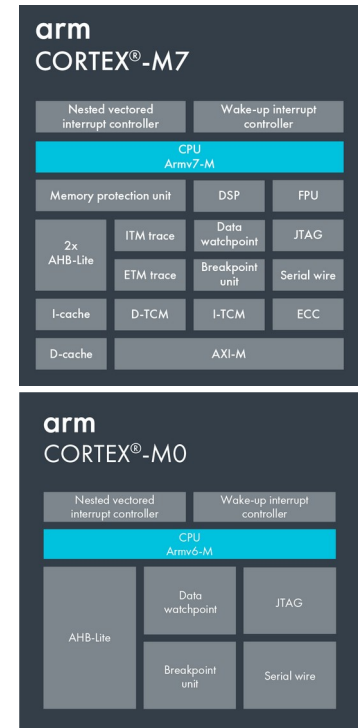 arm
CORTEX®-M7
Nested vectored
interrupt controller
Wake-up interrupt
controller
CPU
Armv7-M
Memory protection unit
DSP
FPU
2x
AHB-Lite
ITM trace
Data
watchpoint
JTAG
ETM trace
Breakpoint
unit
Serial wire
I-cache
D-TCM
I-TCM
ECC
D-cache
AXI-M
arm
CORTEX®-M0
Nested vectored
interrupt controller
Wake-up interrupt
controller
CPU
Armv6-M
AHB-Lite
Data
watchpoint
JTAG
Breakpoint
unit
Serial wire